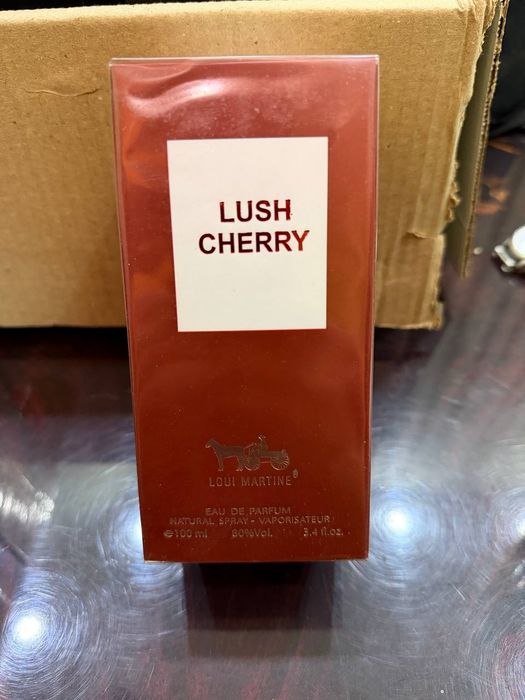 LUSH
CHERRY
LOUI MARTINE®
EAU DE PARFUM
NATURAL SPRAY - VAPORISATEUR
℮100 ml 80%Vol. 3.4 fl.oz.